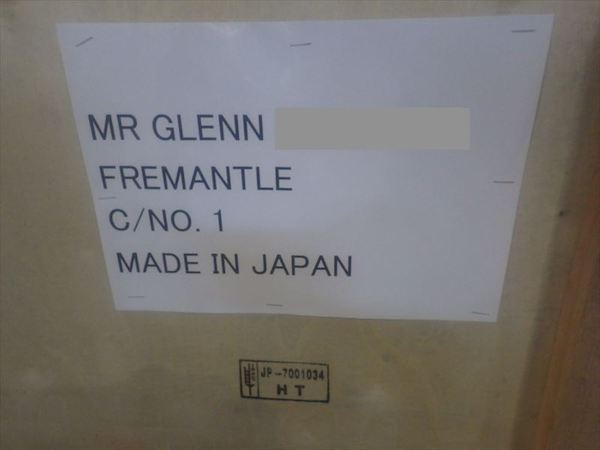 MR GLENN
FREMANTLE
C/NO. 1
MADE IN JAPAN
JP-7001034
HT